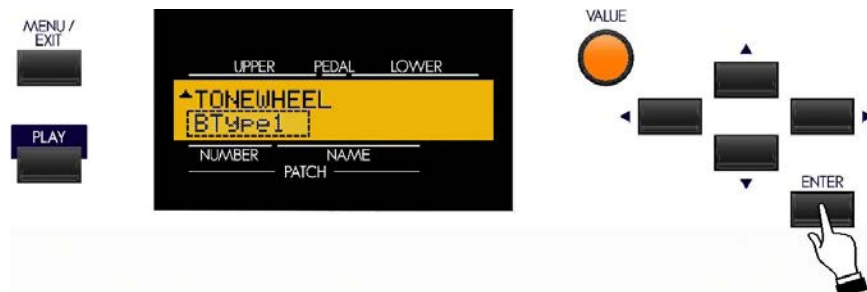 MENU /
EXIT
VALUE
UPPER PEDAL LOWER
▲TONEWHEEL
BType1
PLAY
NUMBER NAME
PATCH
ENTER